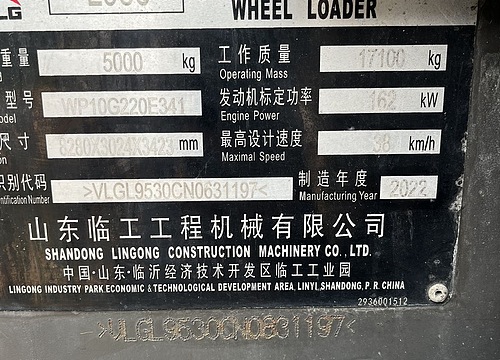 LG
WHEEL LOADER
重量 5000 kg 工作质量 17100 kg
Operating Mass
型号 WP10G220E341 发动机标定功率 162 kW
odel Engine Power
尺寸 8280X3024X3423 mm 最高设计速度 38 km/h
on Maximal Speed
识别代码 >VLGL9530CN0631197< 制造年度 2022
ntification Number Manufacturing Year
山东临工工程机械有限公司
SHANDONG LINGONG CONSTRUCTION MACHINERY CO., LTD.
中国·山东·临沂经济技术开发区临工工业园
LINGONG INDUSTRY PARK ECONOMIC & TECHNOLOGICAL DEVELOPMENT AREA, LINYI, SHANDONG, P. R. CHINA
2936001512
>VLGL9530CN0631197<